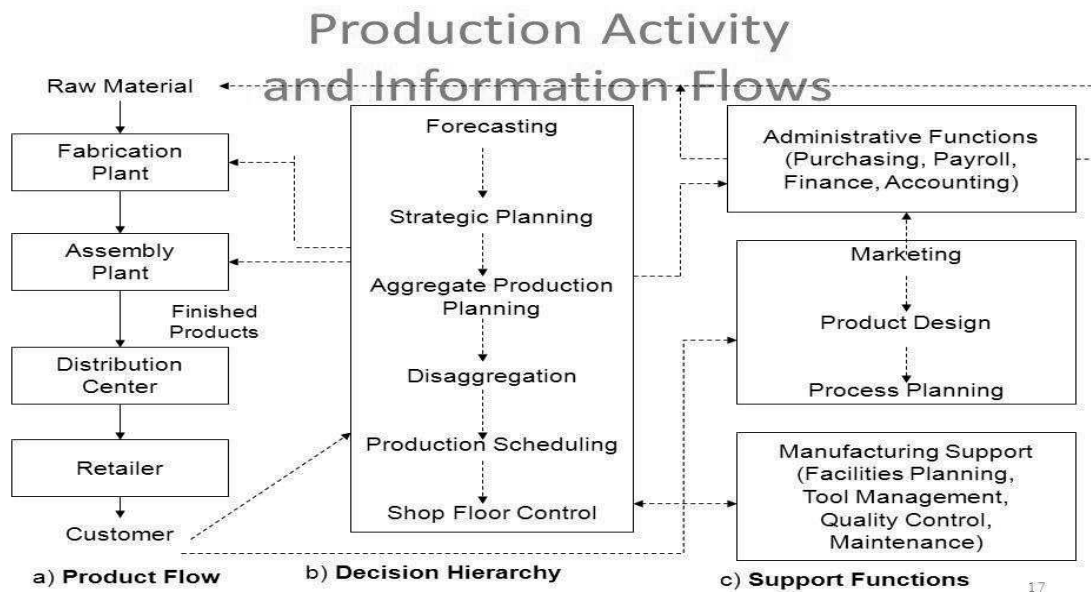 Production Activity
and Information Flows
Raw Material
Fabrication
Plant
Assembly
Plant
Finished
Products
Distribution
Center
Retailer
Customer
a) Product Flow
Forecasting
Strategic Planning
Aggregate Production
Planning
Disaggregation
Production Scheduling
Shop Floor Control
b) Decision Hierarchy
Administrative Functions
(Purchasing, Payroll,
Finance, Accounting)
Marketing
Product Design
Process Planning
Manufacturing Support
(Facilities Planning,
Tool Management,
Quality Control,
Maintenance)
c) Support Functions
17